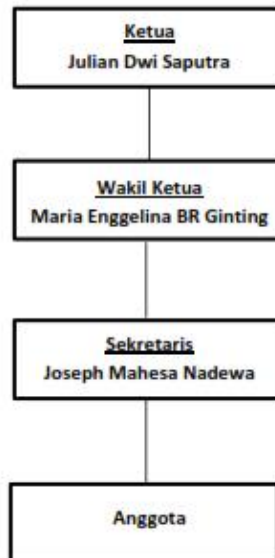 Ketua
Julian Dwi Saputra
Wakil Ketua
Maria Enggelina BR Ginting
Sekretaris
Joseph Mahesa Nadewa
Anggota